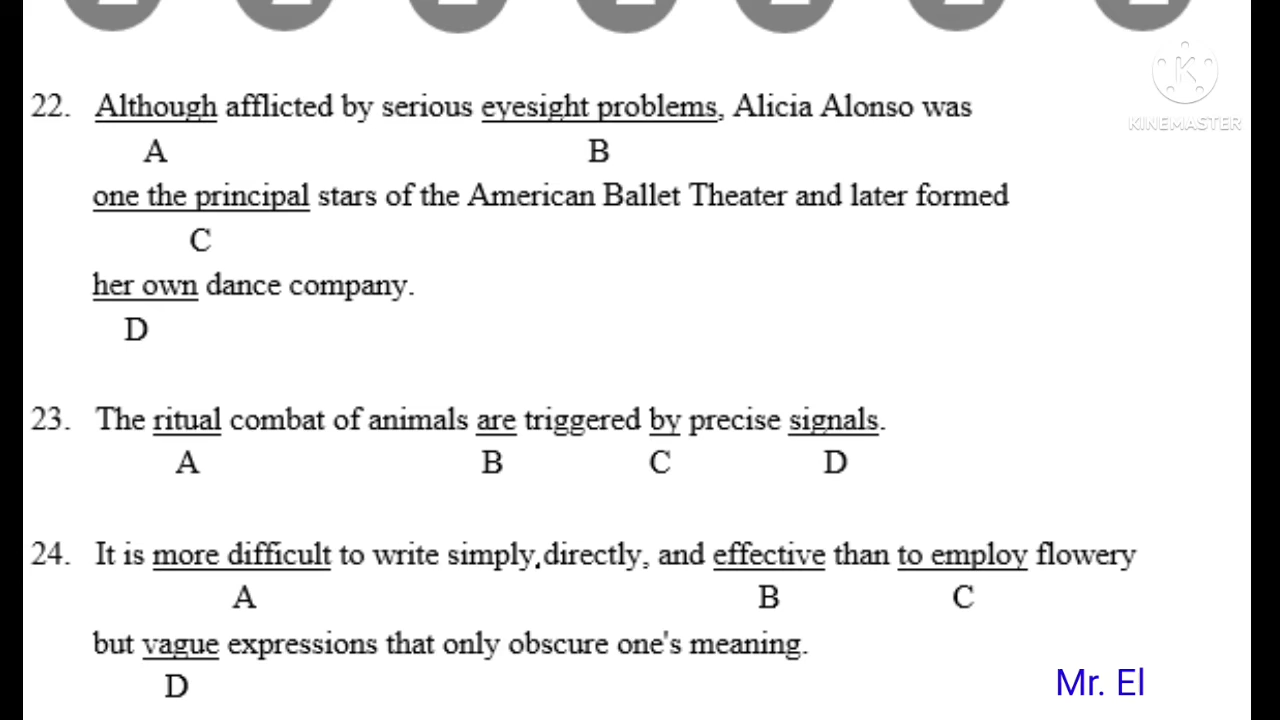 22. Although afflicted by serious eyesight problems, Alicia Alonso was
A B
one the principal stars of the American Ballet Theater and later formed
C
her own dance company.
D
23. The ritual combat of animals are triggered by precise signals.
A B C D
24. It is more difficult to write simply, directly, and effective than to employ flowery
A B C
but vague expressions that only obscure one's meaning.
D
K
KINEMASTER
Mr. El